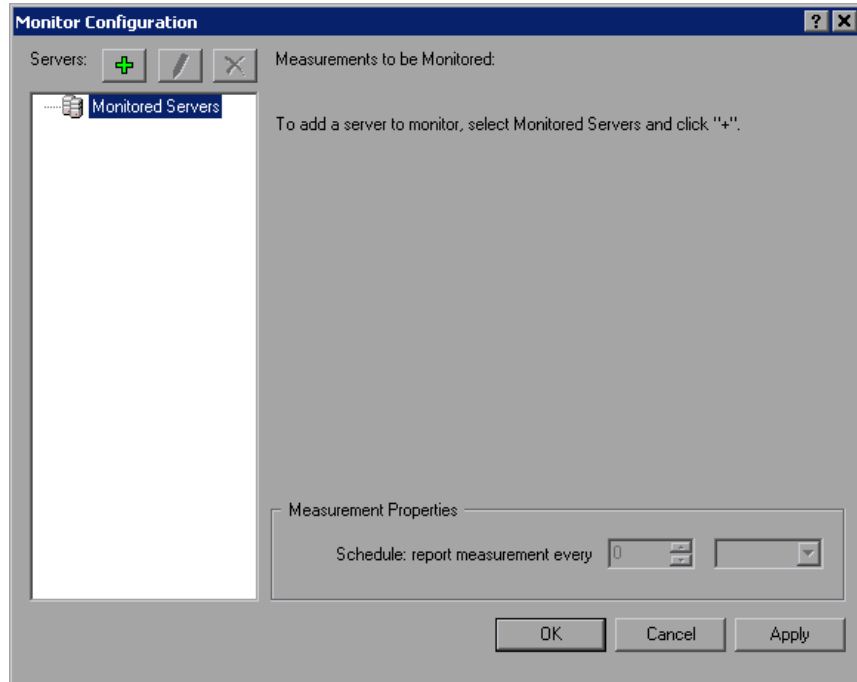 Monitor Configuration
Servers:
Measurements to be Monitored:
Monitored Servers
To add a server to monitor, select Monitored Servers and click "+".
Measurement Properties
Schedule: report measurement every 0
OK Cancel Apply